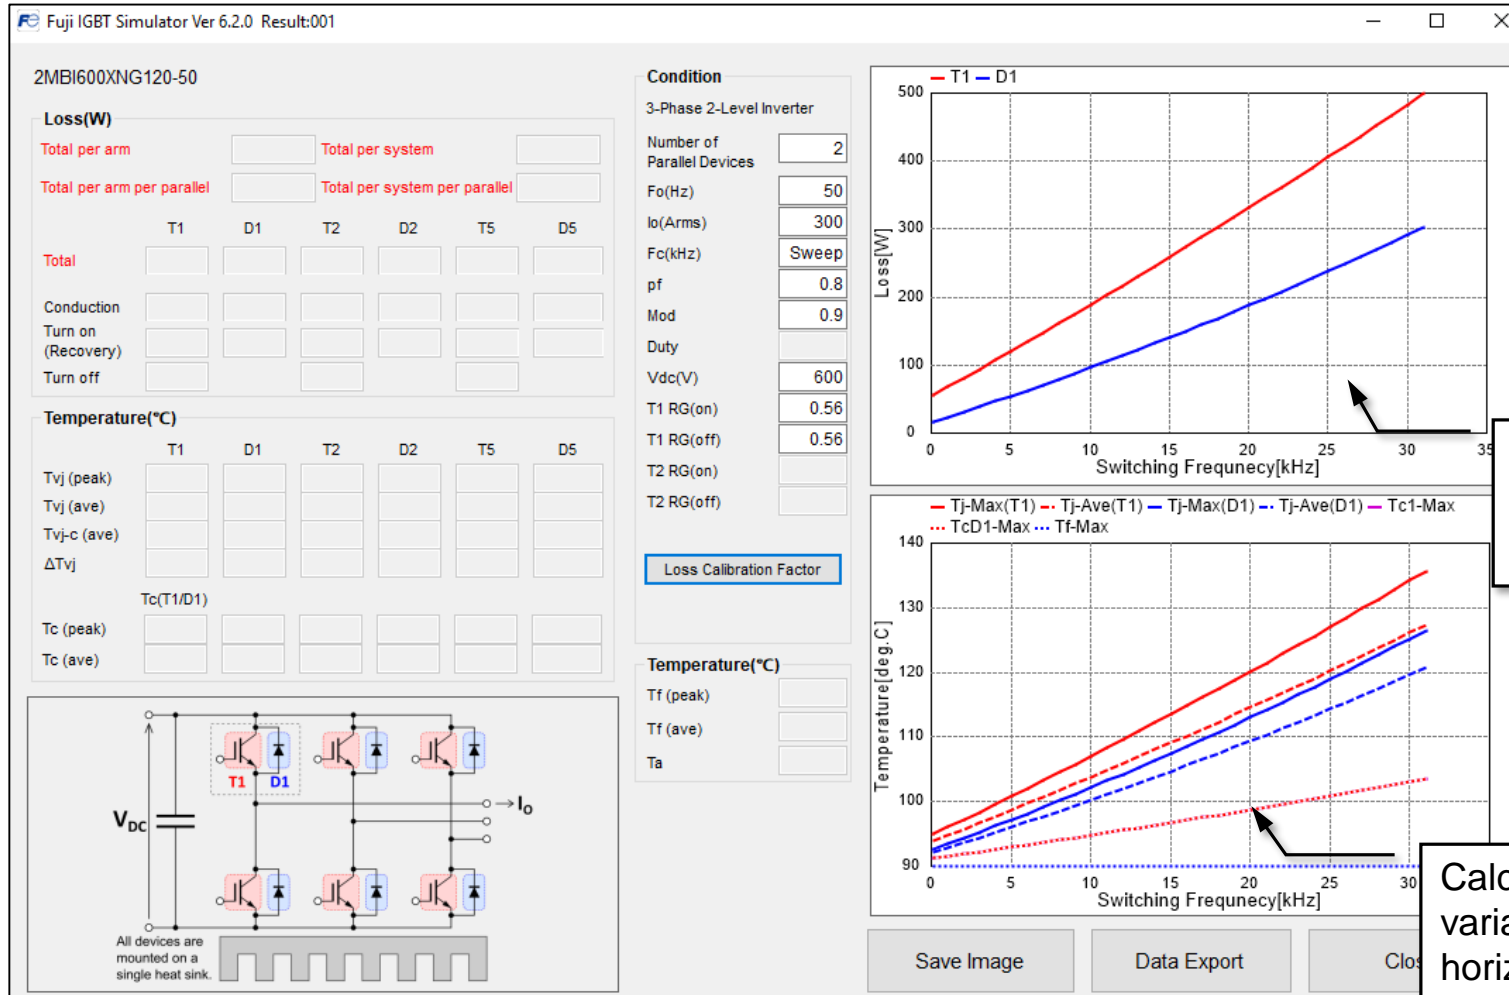 Fe Fuji IGBT Simulator Ver 6.2.0 Result:001
2MBI600XNG120-50
Loss(W)
Total per arm
Total per system
Total per arm per parallel
Total per system per parallel
T1 D1 T2 D2 T5 D5
Total
Conduction
Turn on
(Recovery)
Turn off
Temperature(℃)
T1 D1 T2 D2 T5 D5
Tvj (peak)
Tvj (ave)
Tvj-c (ave)
ΔTvj
Tc(T1/D1)
Tc (peak)
Tc (ave)
T1 D1
VDC
IO
All devices are
mounted on a
single heat sink.
Condition
3-Phase 2-Level Inverter
Number of
Parallel Devices 2
Fo(Hz) 50
Io(Arms) 300
Fc(kHz) Sweep
pf 0.8
Mod 0.9
Duty
Vdc(V) 600
T1 RG(on) 0.56
T1 RG(off) 0.56
T2 RG(on)
T2 RG(off)
Loss Calibration Factor
Temperature(℃)
Tf (peak)
Tf (ave)
Ta
T1 D1
500
400
300
200
100
0
Loss[W]
0 5 10 15 20 25 30 35
Switching Frequnecy[kHz]
Tj-Max(T1) Tj-Ave(T1) Tj-Max(D1) Tj-Ave(D1) Tc1-Max
TcD1-Max Tf-Max
140
130
120
110
100
90
Temperature[deg.C]
0 5 10 15 20 25 30
Switching Frequnecy[kHz]
Save Image
Data Export
Clos
Calc
varia
horiz